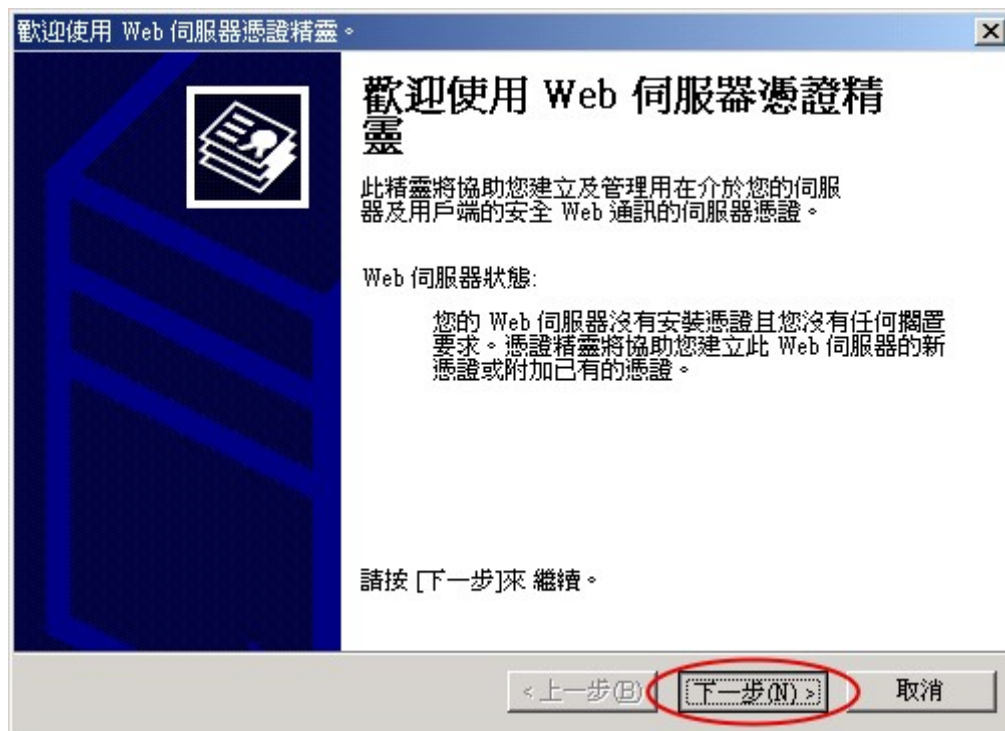 歡迎使用 Web 伺服器憑證精靈。
歡迎使用 Web 伺服器憑證精
靈
此精靈將協助您建立及管理用在介於您的伺服
器及用戶端的安全 Web 通訊的伺服器憑證。
Web 伺服器狀態:
您的 Web 伺服器沒有安裝憑證且您沒有任何擱置
要求。憑證精靈將協助您建立此 Web 伺服器的新
憑證或附加已有的憑證。
請按 [下一步]來 繼續。
< 上一步(B) 下一步(N) > 取消